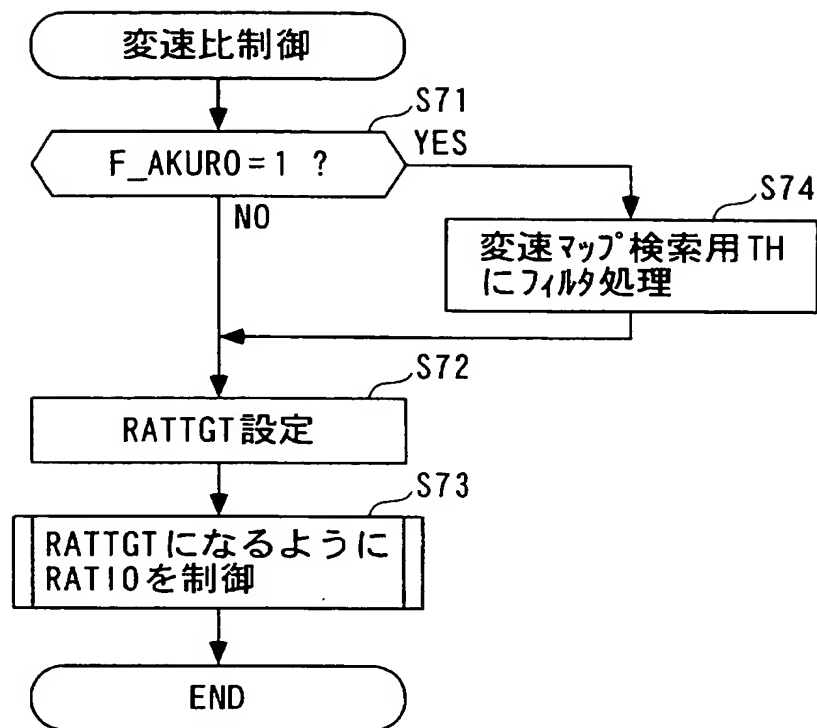 変速比制御
S71
F_AKURO=1 ?
YES
NO
S74
変速マップ検索用TH
にフィルタ処理
S72
RATTGT設定
S73
RATTGTになるように
RATIOを制御
END